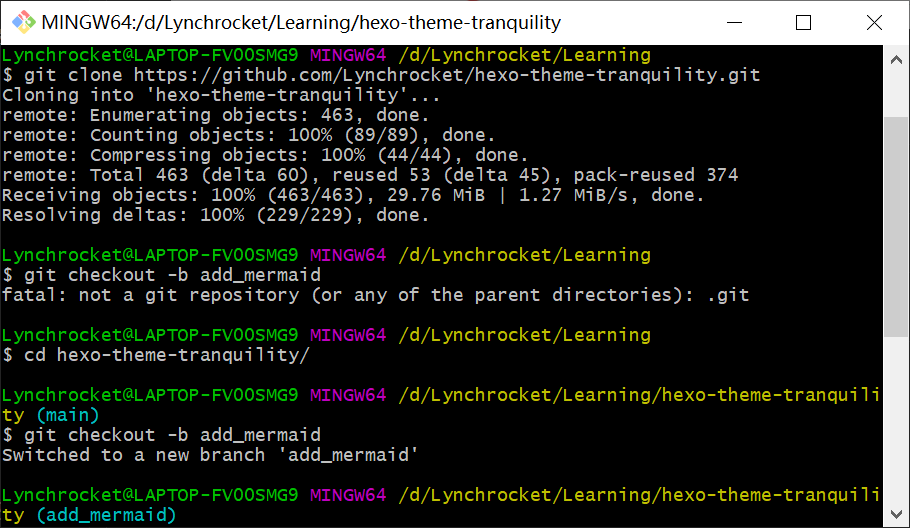 MINGW64:/d/Lynchrocket/Learning/hexo-theme-tranquility
Lynchrocket@LAPTOP-FV0OSMG9 MINGW64 /d/Lynchrocket/Learning
$ git clone https://github.com/Lynchrocket/hexo-theme-tranquility.git
Cloning into 'hexo-theme-tranquility'...
remote: Enumerating objects: 463, done.
remote: Counting objects: 100% (89/89), done.
remote: Compressing objects: 100% (44/44), done.
remote: Total 463 (delta 60), reused 53 (delta 45), pack-reused 374
Receiving objects: 100% (463/463), 29.76 MiB | 1.27 MiB/s, done.
Resolving deltas: 100% (229/229), done.
Lynchrocket@LAPTOP-FV0OSMG9 MINGW64 /d/Lynchrocket/Learning
$ git checkout -b add_mermaid
fatal: not a git repository (or any of the parent directories): .git
Lynchrocket@LAPTOP-FV0OSMG9 MINGW64 /d/Lynchrocket/Learning
$ cd hexo-theme-tranquility/
Lynchrocket@LAPTOP-FV0OSMG9 MINGW64 /d/Lynchrocket/Learning/hexo-theme-tranquili
ty (main)
$ git checkout -b add_mermaid
Switched to a new branch 'add_mermaid'
Lynchrocket@LAPTOP-FV0OSMG9 MINGW64 /d/Lynchrocket/Learning/hexo-theme-tranquili
ty (add_mermaid)